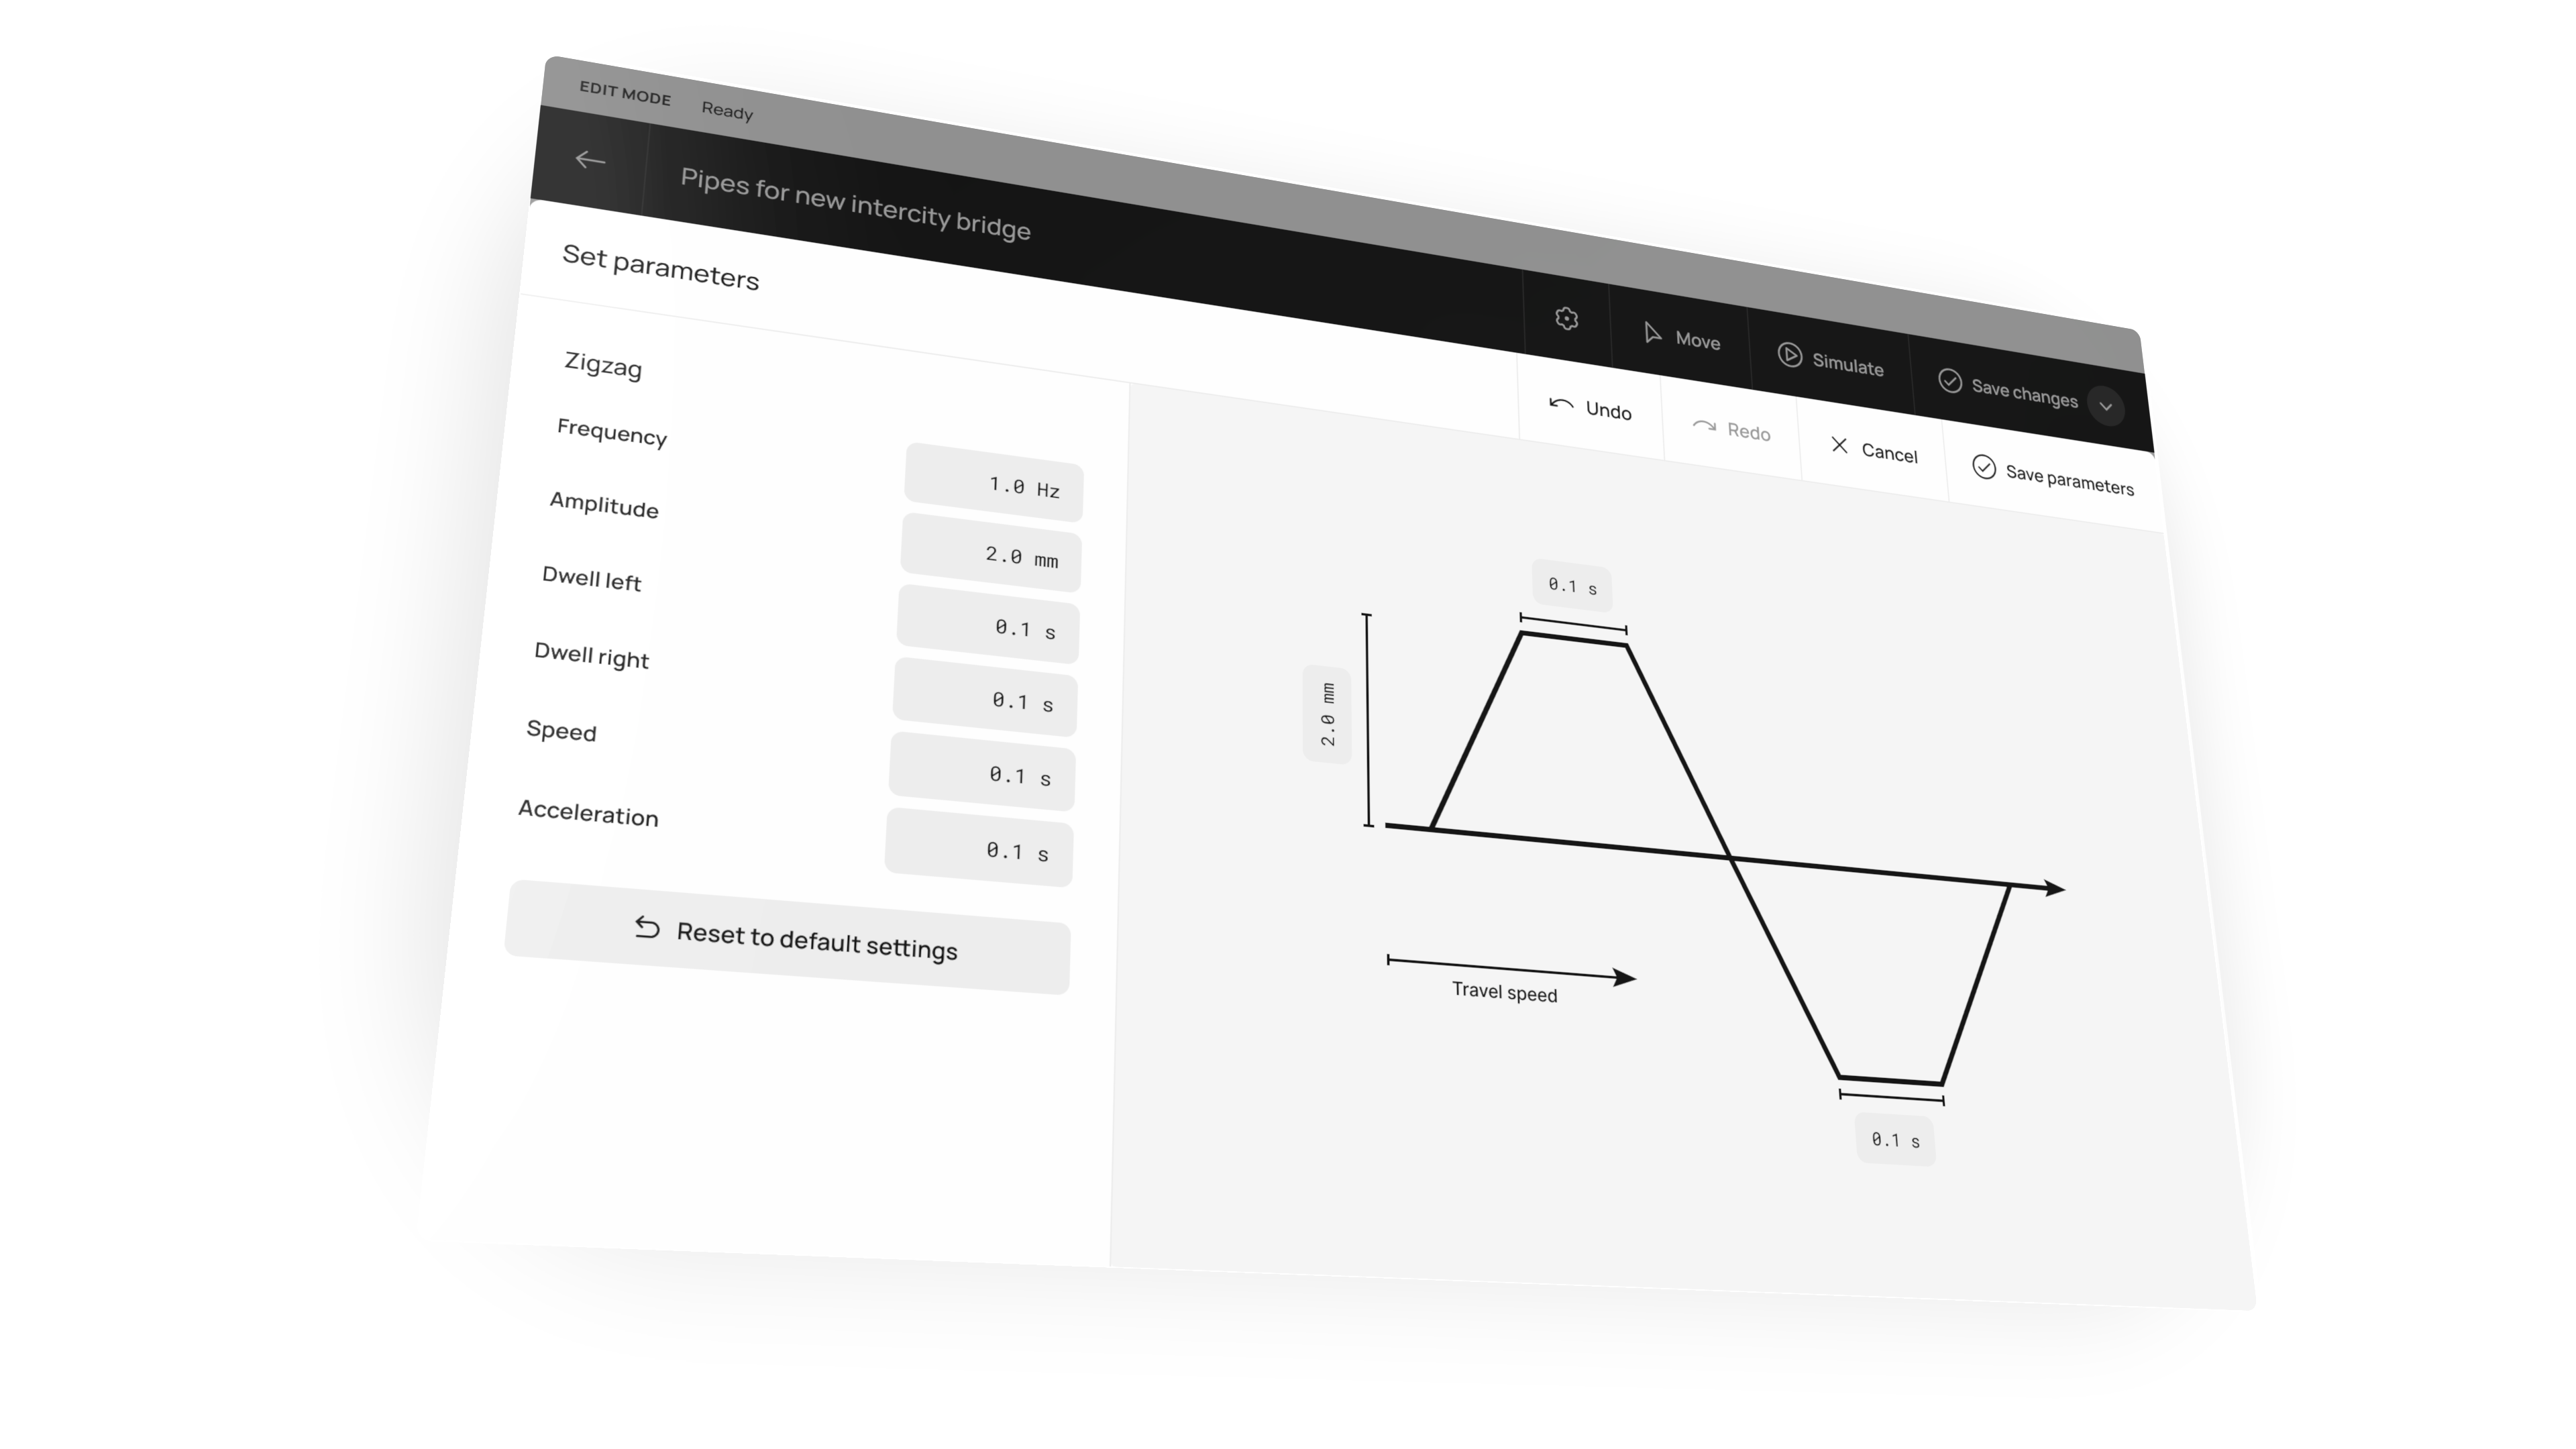 EDIT MODE Ready
Pipes for new intercity bridge
Move Simulate Save changes
Set parameters
Undo Redo Cancel Save parameters
Zigzag
Frequency 1.0 Hz
Amplitude 2.0 mm
Dwell left 0.1 s
Dwell right 0.1 s
Speed 0.1 s
Acceleration 0.1 s
Reset to default settings
0.1 s
2.0 mm
Travel speed
0.1 s